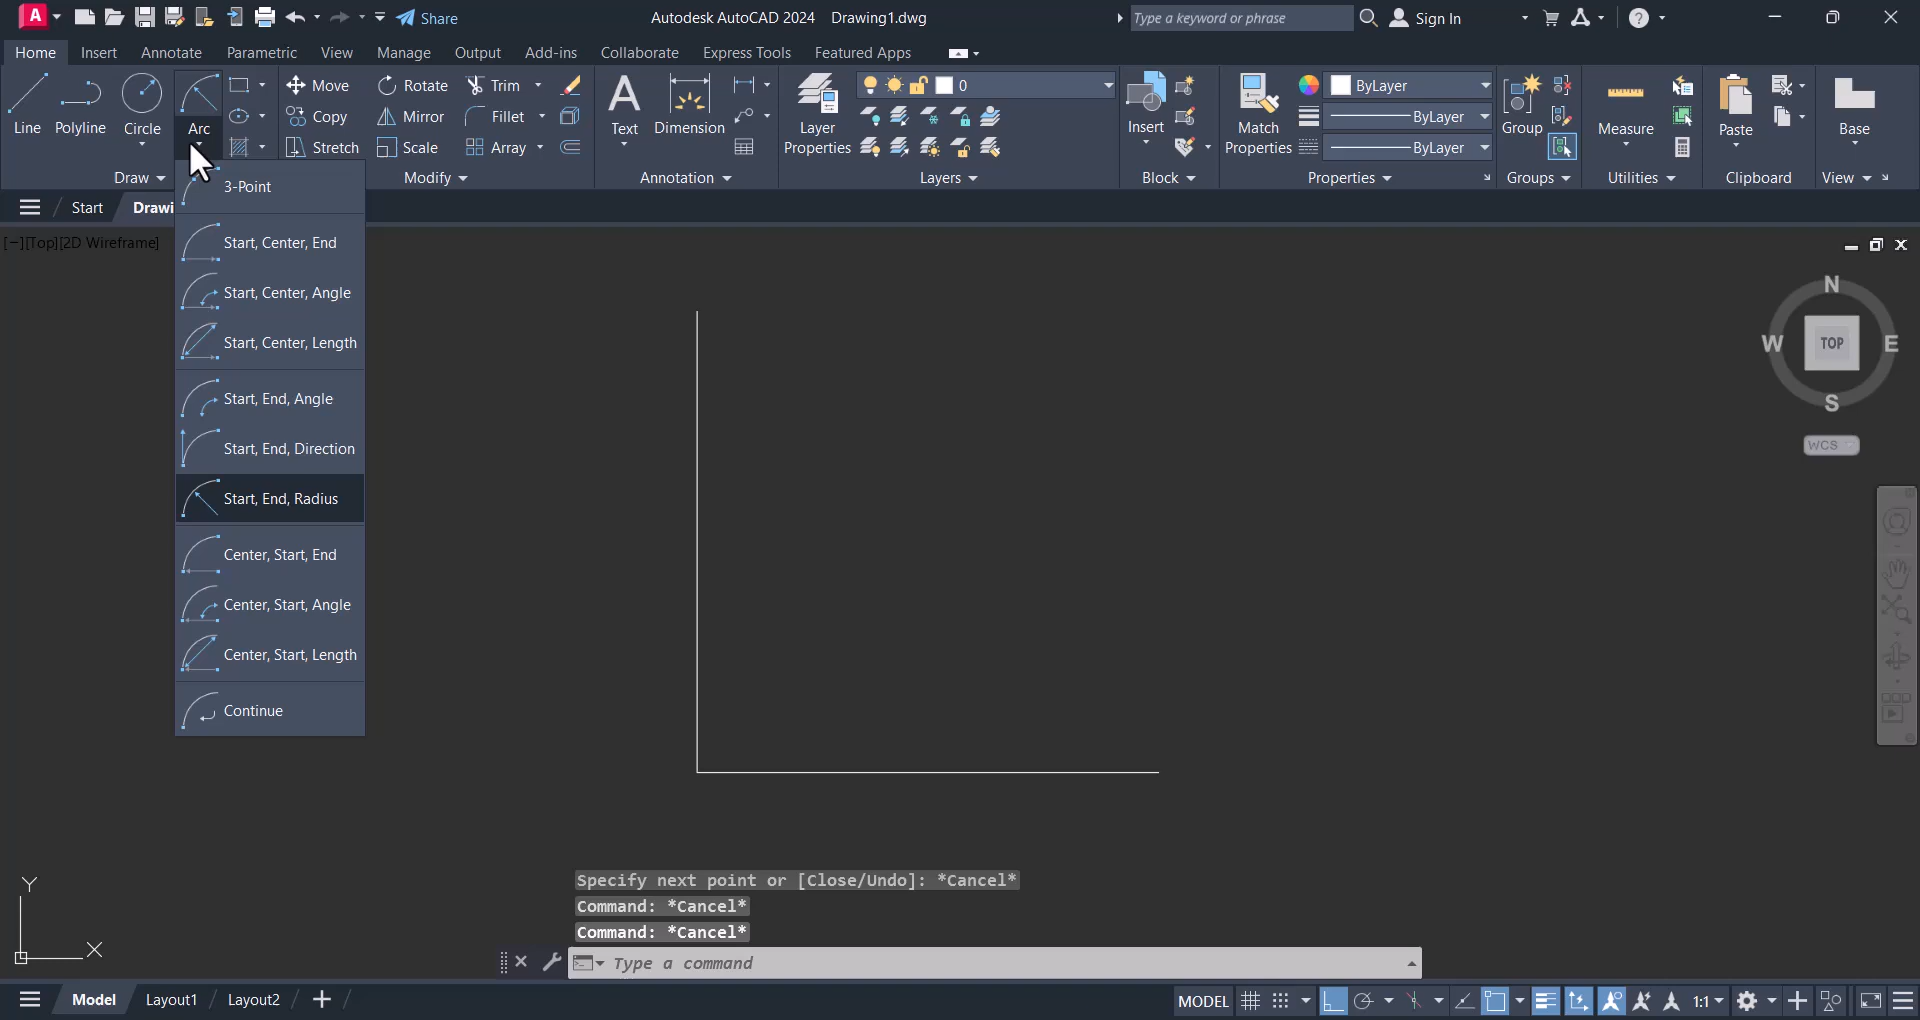 A
Share
Autodesk AutoCAD 2024 Drawing1.dwg
Type a keyword or phrase
Sign In
Home Insert Annotate Parametric View Manage Output Add-ins Collaborate Express Tools Featured Apps
Line Polyline Circle Arc
Move Rotate Trim
Copy Mirror Fillet
Stretch Scale Array
Text Dimension
Layer Properties
0
Insert
Match Properties
ByLayer
ByLayer
ByLayer
Group
Measure
Paste
Base
Draw Modify Annotation Layers Block Properties Groups Utilities Clipboard View
Start Drawi
[−][Top][2D Wireframe]
3-Point
Start, Center, End
Start, Center, Angle
Start, Center, Length
Start, End, Angle
Start, End, Direction
Start, End, Radius
Center, Start, End
Center, Start, Angle
Center, Start, Length
Continue
N
W TOP E
S
WCS
Y
X
Specify next point or [Close/Undo]: *Cancel*
Command: *Cancel*
Command: *Cancel*
Type a command
Model Layout1 Layout2
MODEL
1:1